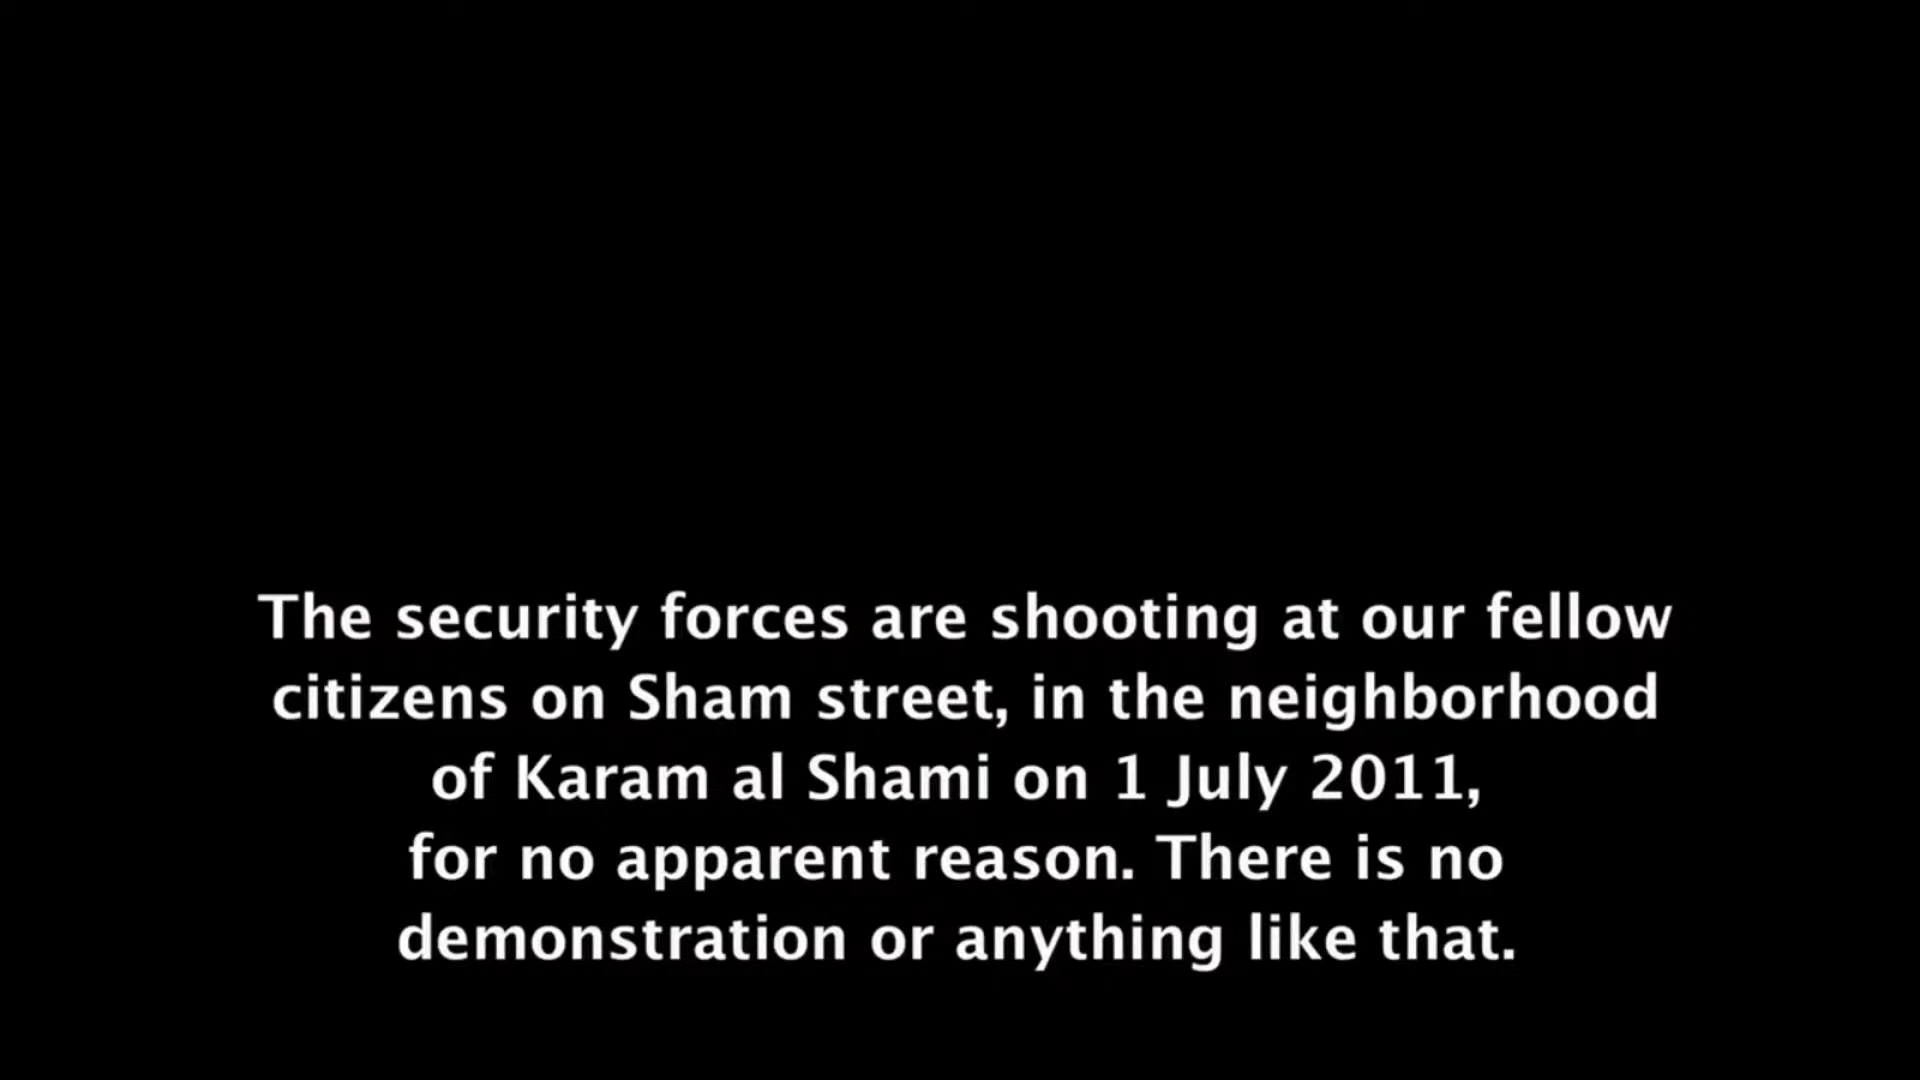 The security forces are shooting at our fellow
citizens on Sham street, in the neighborhood
of Karam al Shami on 1 July 2011,
for no apparent reason. There is no
demonstration or anything like that.